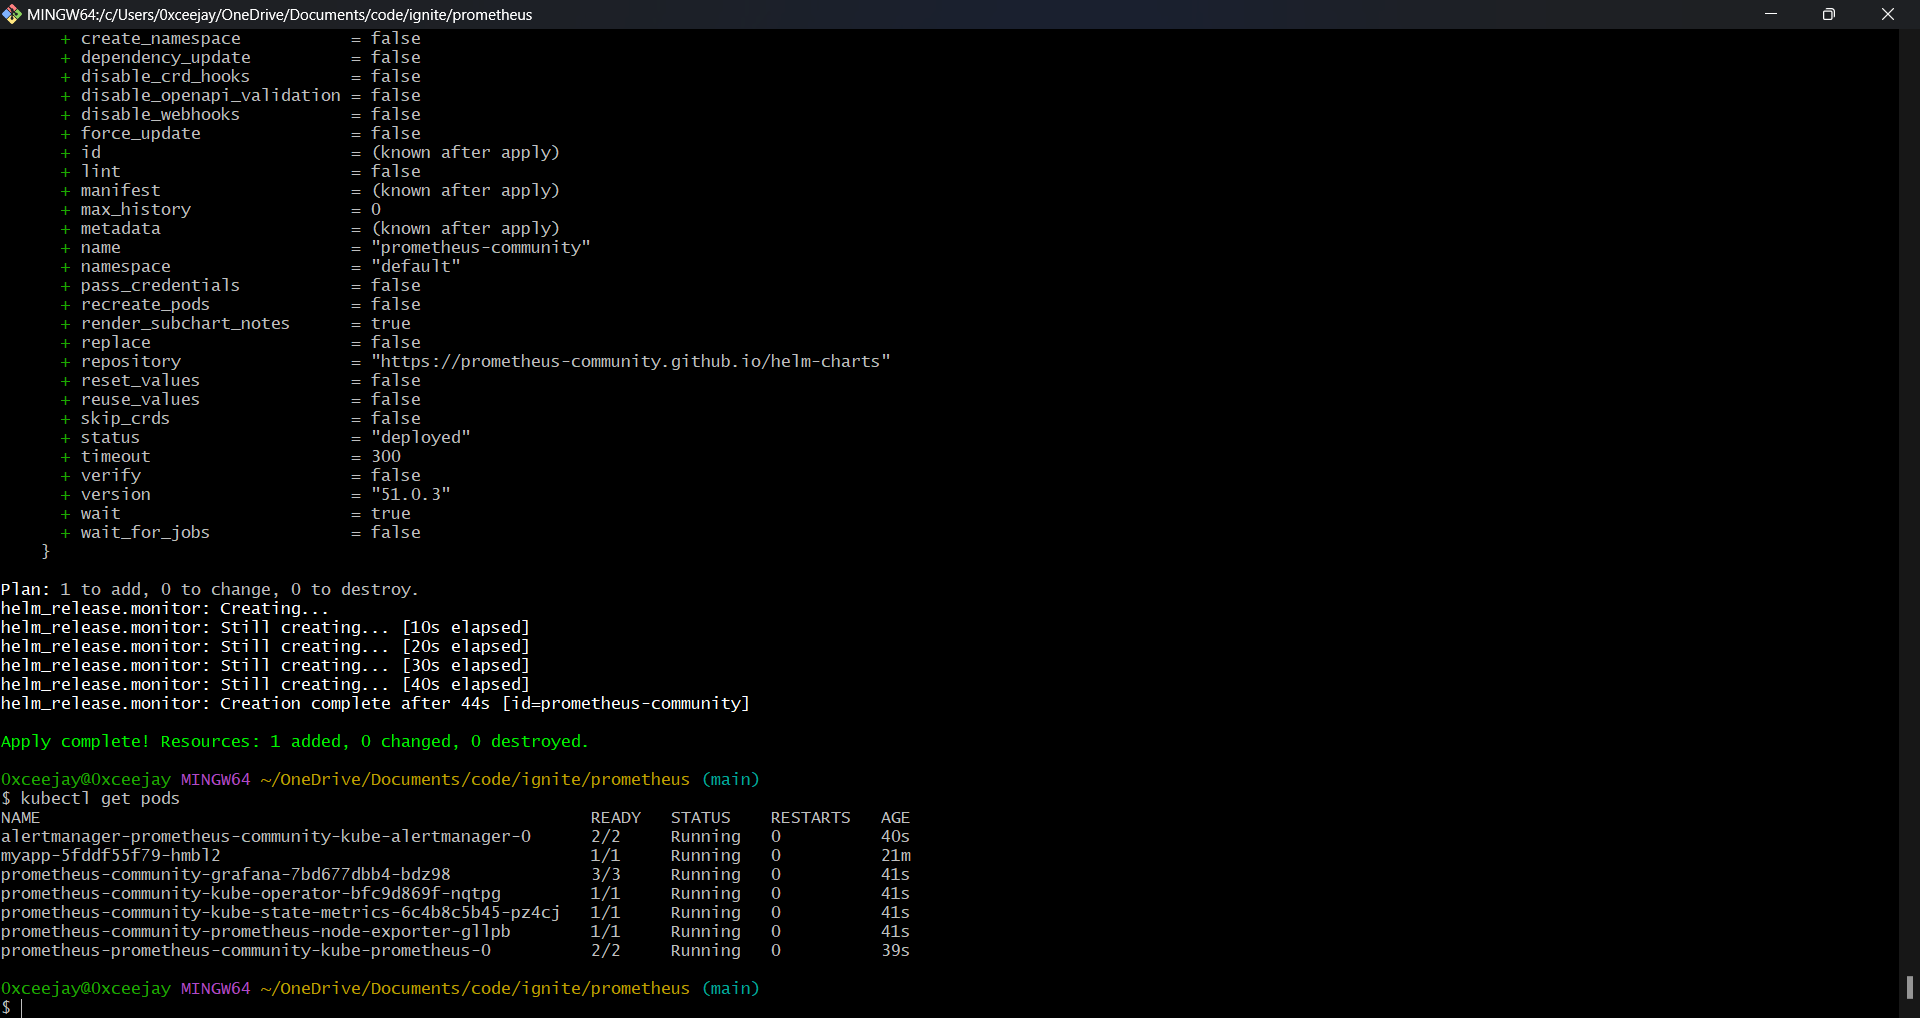 MINGW64:/c/Users/0xceejay/OneDrive/Documents/code/ignite/prometheus
+ create_namespace = false
+ dependency_update = false
+ disable_crd_hooks = false
+ disable_openapi_validation = false
+ disable_webhooks = false
+ force_update = false
+ id = (known after apply)
+ lint = false
+ manifest = (known after apply)
+ max_history = 0
+ metadata = (known after apply)
+ name = "prometheus-community"
+ namespace = "default"
+ pass_credentials = false
+ recreate_pods = false
+ render_subchart_notes = true
+ replace = false
+ repository = "https://prometheus-community.github.io/helm-charts"
+ reset_values = false
+ reuse_values = false
+ skip_crds = false
+ status = "deployed"
+ timeout = 300
+ verify = false
+ version = "51.0.3"
+ wait = true
+ wait_for_jobs = false
}
Plan: 1 to add, 0 to change, 0 to destroy.
helm_release.monitor: Creating...
helm_release.monitor: Still creating... [10s elapsed]
helm_release.monitor: Still creating... [20s elapsed]
helm_release.monitor: Still creating... [30s elapsed]
helm_release.monitor: Still creating... [40s elapsed]
helm_release.monitor: Creation complete after 44s [id=prometheus-community]
Apply complete! Resources: 1 added, 0 changed, 0 destroyed.
0xceejay@0xceejay MINGW64 ~/OneDrive/Documents/code/ignite/prometheus (main)
$ kubectl get pods
NAME READY STATUS RESTARTS AGE
alertmanager-prometheus-community-kube-alertmanager-0 2/2 Running 0 40s
myapp-5fddf55f79-hmbl2 1/1 Running 0 21m
prometheus-community-grafana-7bd677dbb4-bdz98 3/3 Running 0 41s
prometheus-community-kube-operator-bfc9d869f-nqtpg 1/1 Running 0 41s
prometheus-community-kube-state-metrics-6c4b8c5b45-pz4cj 1/1 Running 0 41s
prometheus-community-prometheus-node-exporter-gllpb 1/1 Running 0 41s
prometheus-prometheus-community-kube-prometheus-0 2/2 Running 0 39s
0xceejay@0xceejay MINGW64 ~/OneDrive/Documents/code/ignite/prometheus (main)
$